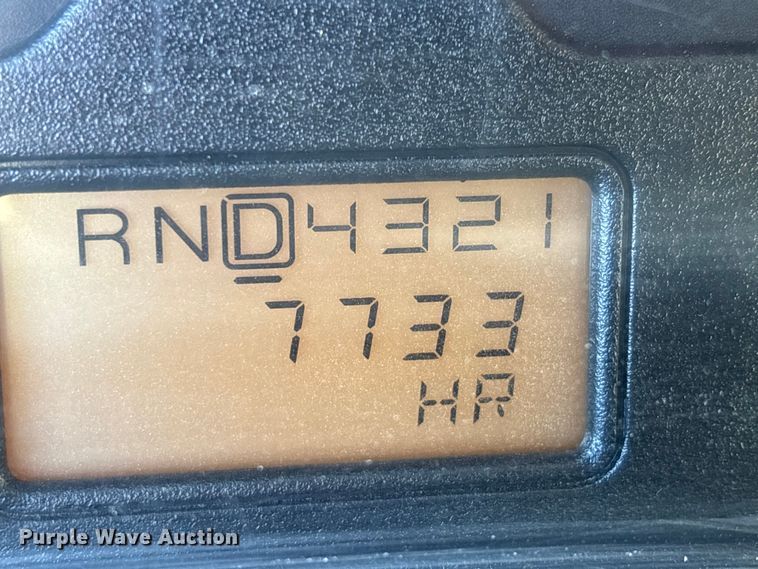 RND4321
7733
HR
Purple Wave Auction